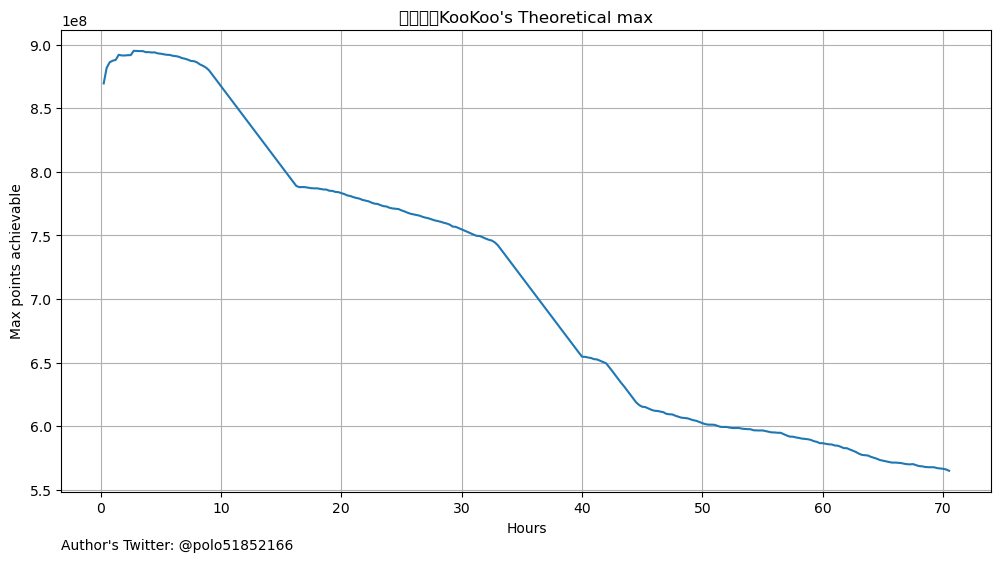 KooKoo's Theoretical max
1e8
9.0
8.5
8.0
7.5
7.0
6.5
6.0
5.5
Max points achievable
0 10 20 30 40 50 60 70
Hours
Author's Twitter: @polo51852166